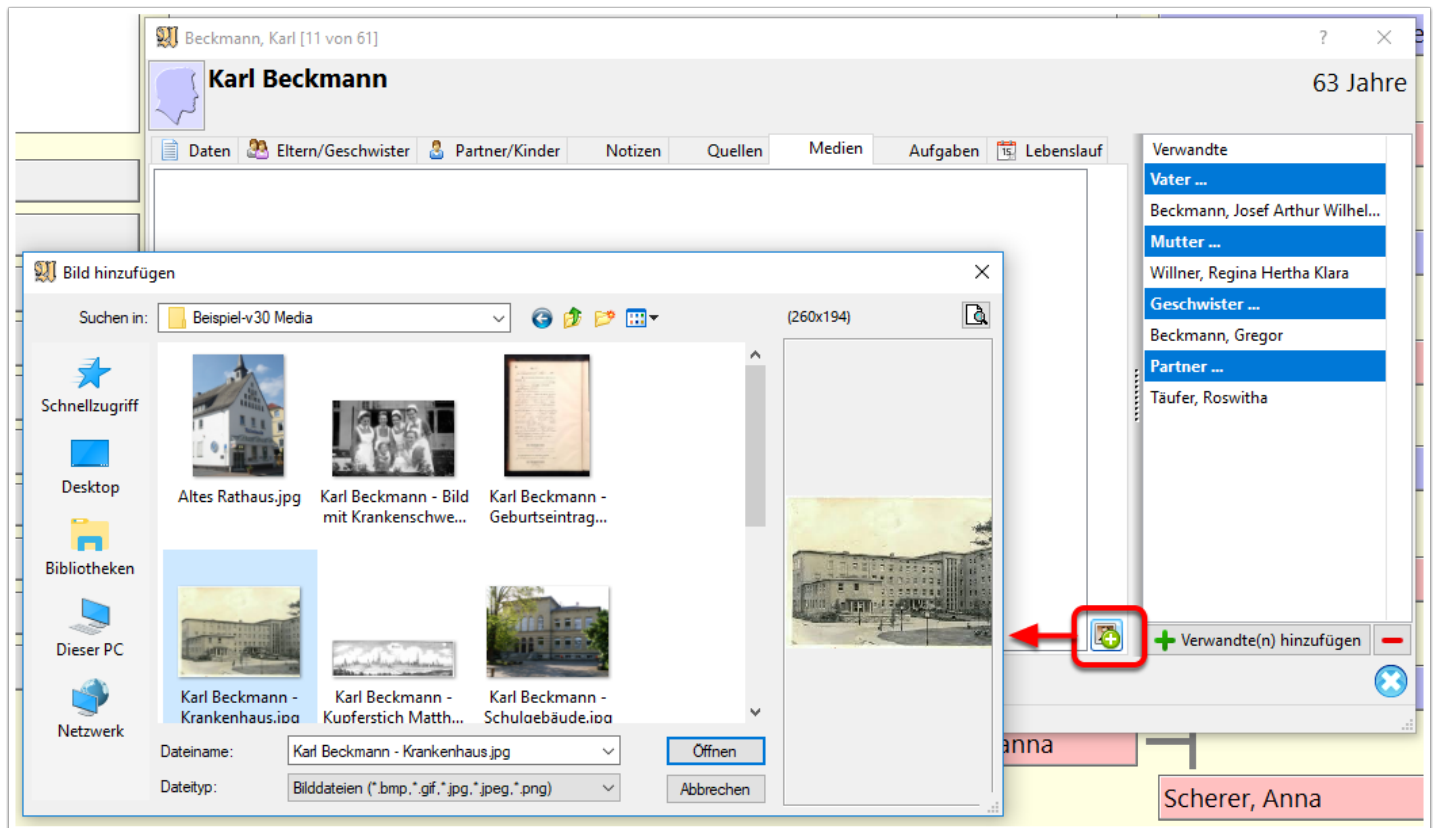 Beckmann, Karl [11 von 61]
?
Karl Beckmann
63 Jahre
Daten
Eltern/Geschwister
Partner/Kinder
Notizen
Quellen
Medien
Aufgaben
15
Lebenslauf
Verwandte
Vater ...
Beckmann, Josef Arthur Wilhel...
Mutter ...
Willner, Regina Hertha Klara
Geschwister ...
Beckmann, Gregor
Partner ...
Täufer, Roswitha
Verwandte(n) hinzufügen
Bild hinzufügen
Suchen in:
Beispiel-v30 Media
(260x194)
Schnellzugriff
Desktop
Bibliotheken
Dieser PC
Netzwerk
Altes Rathaus.jpg
Karl Beckmann - Bild
mit Krankenschwe...
Karl Beckmann -
Geburtseintrag...
Karl Beckmann -
Krankenhaus.jpg
Karl Beckmann -
Kupferstich Matth...
Karl Beckmann -
Schulgebäude.jpg
Dateiname:
Karl Beckmann - Krankenhaus.jpg
Öffnen
Dateityp:
Bilddateien (*.bmp,*.gif,*.jpg,*.jpeg,*.png)
Abbrechen
anna
Scherer, Anna